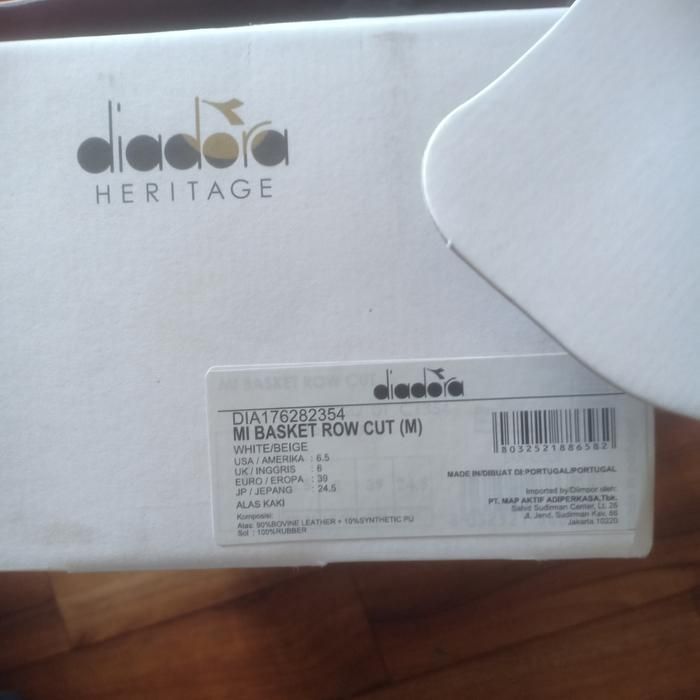 diadora
HERITAGE
diadora
DIA176282354
MI BASKET ROW CUT (M)
WHITE/BEIGE
USA / AMERIKA : 6.5
UK / INGGRIS : 6
EURO / EROPA : 39
JP / JEPANG : 24.5
ALAS KAKI
Komposisi:
Alas: 90%BOVINE LEATHER + 10%SYNTHETIC PU
Sol : 100%RUBBER
8032521886582
MADE IN/DIBUAT DI:PORTUGAL/PORTUGAL
Imported by/Diimpor oleh:
PT. MAP AKTIF ADIPERKASA,Tbk.
Sahid Sudirman Center, Lt. 26
Jl. Jend, Sudirman Kav, 86
Jakarta 10220